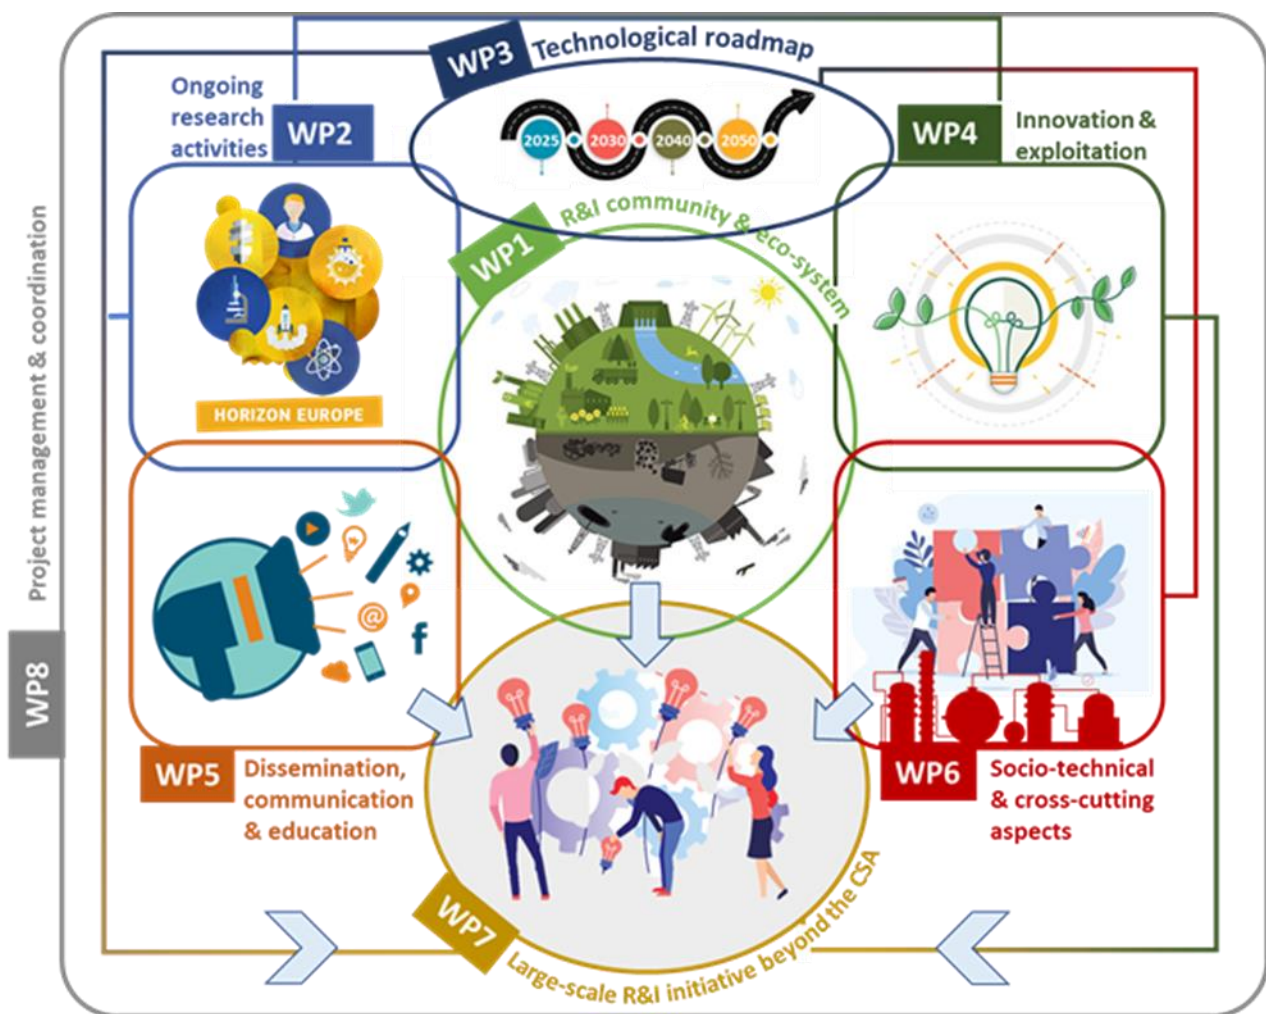 WP3
Technological roadmap
Ongoing
research
activities
WP2
2025
2030
2040
2050
WP4
Innovation &
exploitation
WP1
R&I community & eco-system
HORIZON EUROPE
Project management & coordination
WP8
@
f
WP5
Dissemination,
communication
& education
WP6
Socio-technical
& cross-cutting
aspects
WP7
Large-scale R&I initiative beyond the CSA